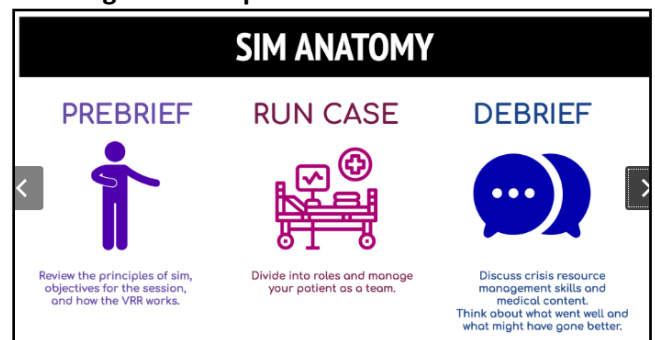 SIM ANATOMY
PREBRIEF
Review the principles of sim,
objectives for the session,
and how the VRR works.
RUN CASE
Divide into roles and manage
your patient as a team.
DEBRIEF
Discuss crisis resource
management skills and
medical content.
Think about what went well and
what might have gone better.